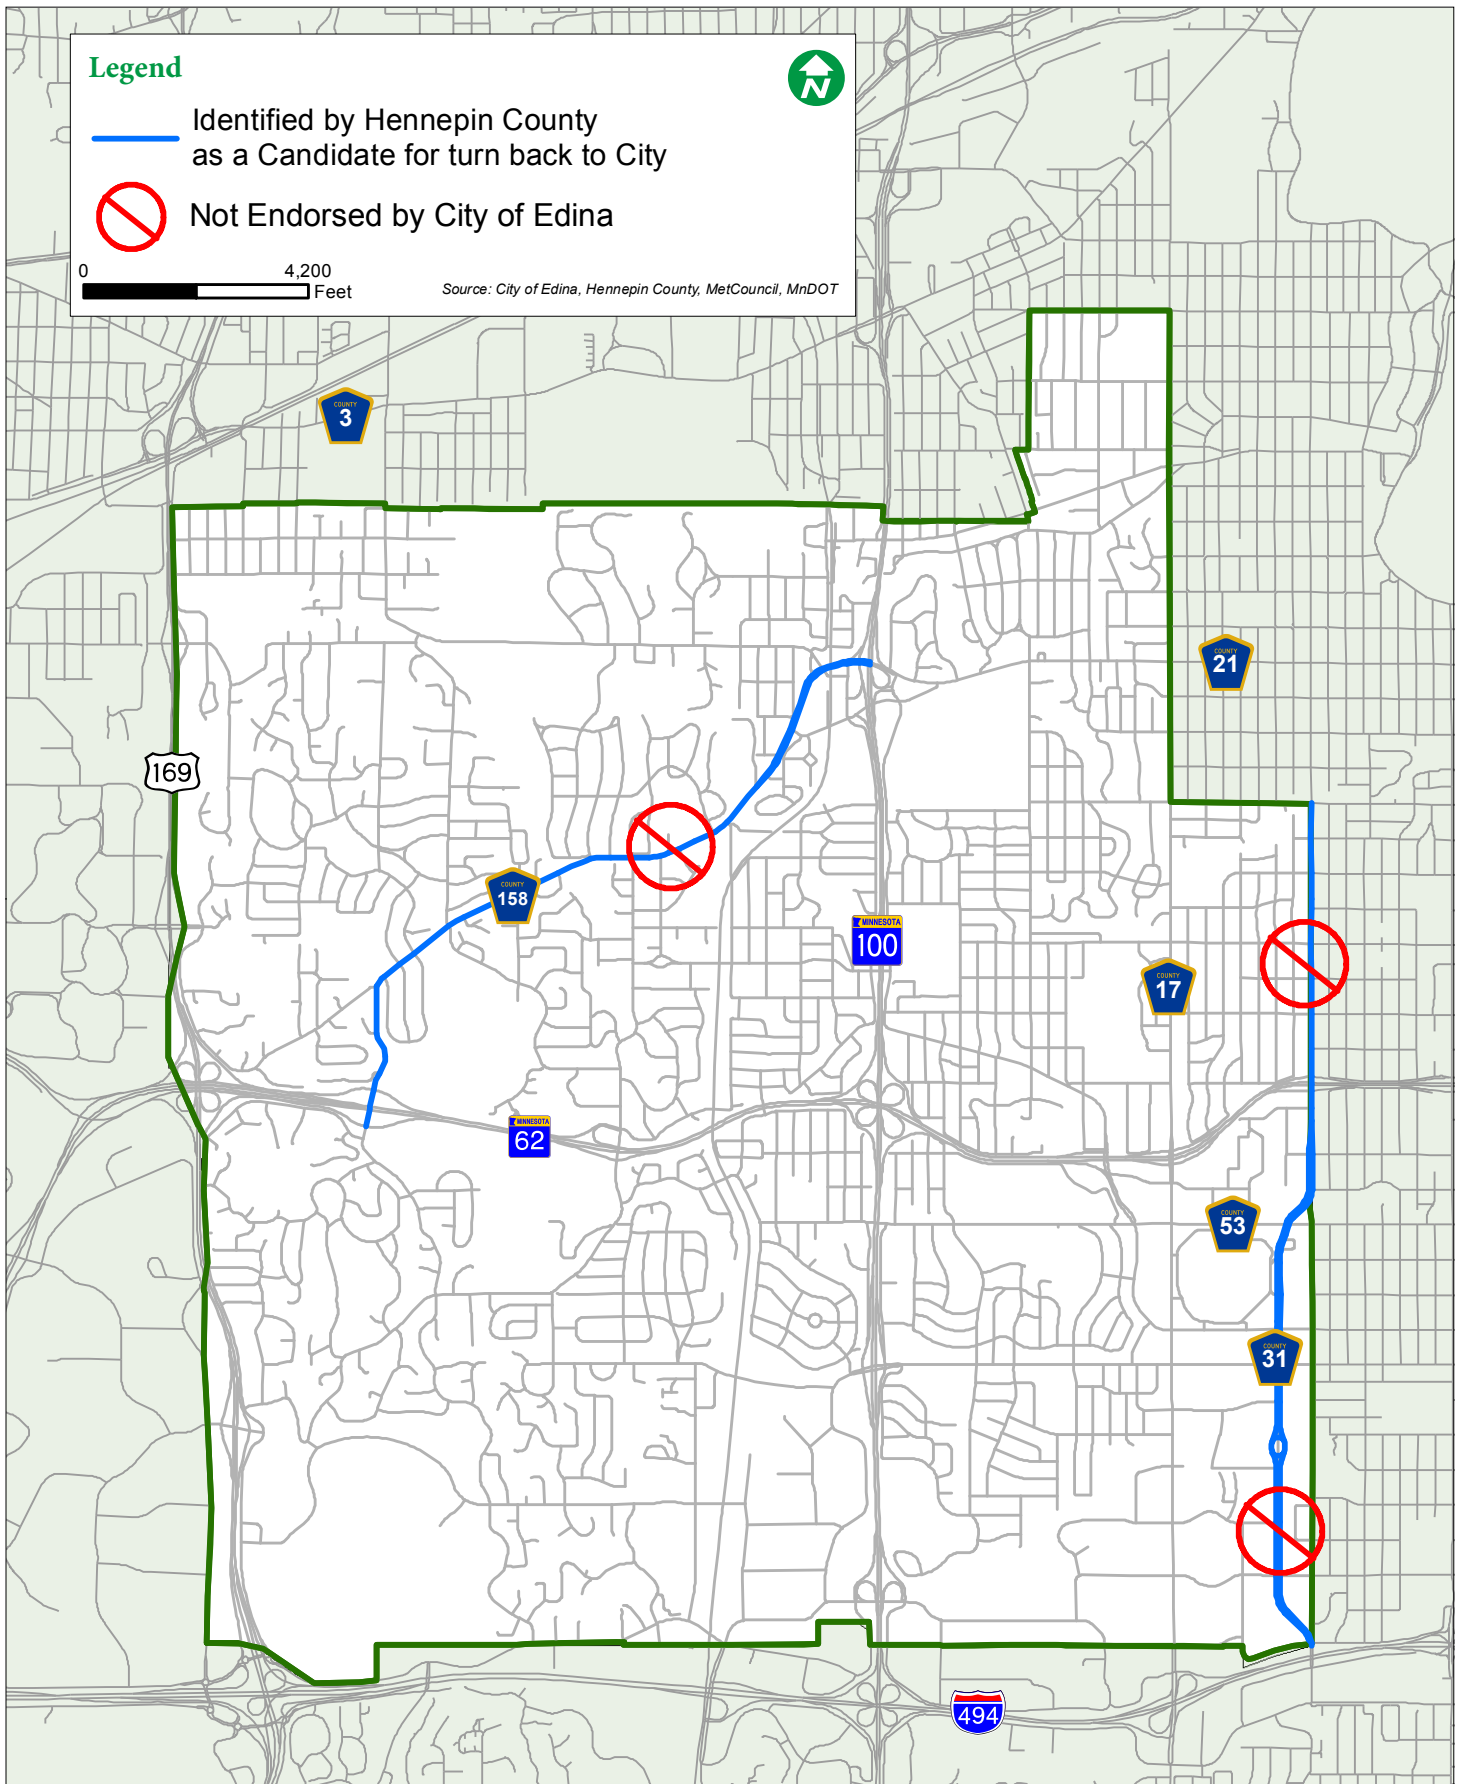 Legend
N
Identified by Hennepin County
as a Candidate for turn back to City
Not Endorsed by City of Edina
0 4,200
Feet
Source: City of Edina, Hennepin County, MetCouncil, MnDOT
COUNTY
3
COUNTY
21
169
COUNTY
158
MINNESOTA
100
COUNTY
17
MINNESOTA
62
COUNTY
53
COUNTY
31
494